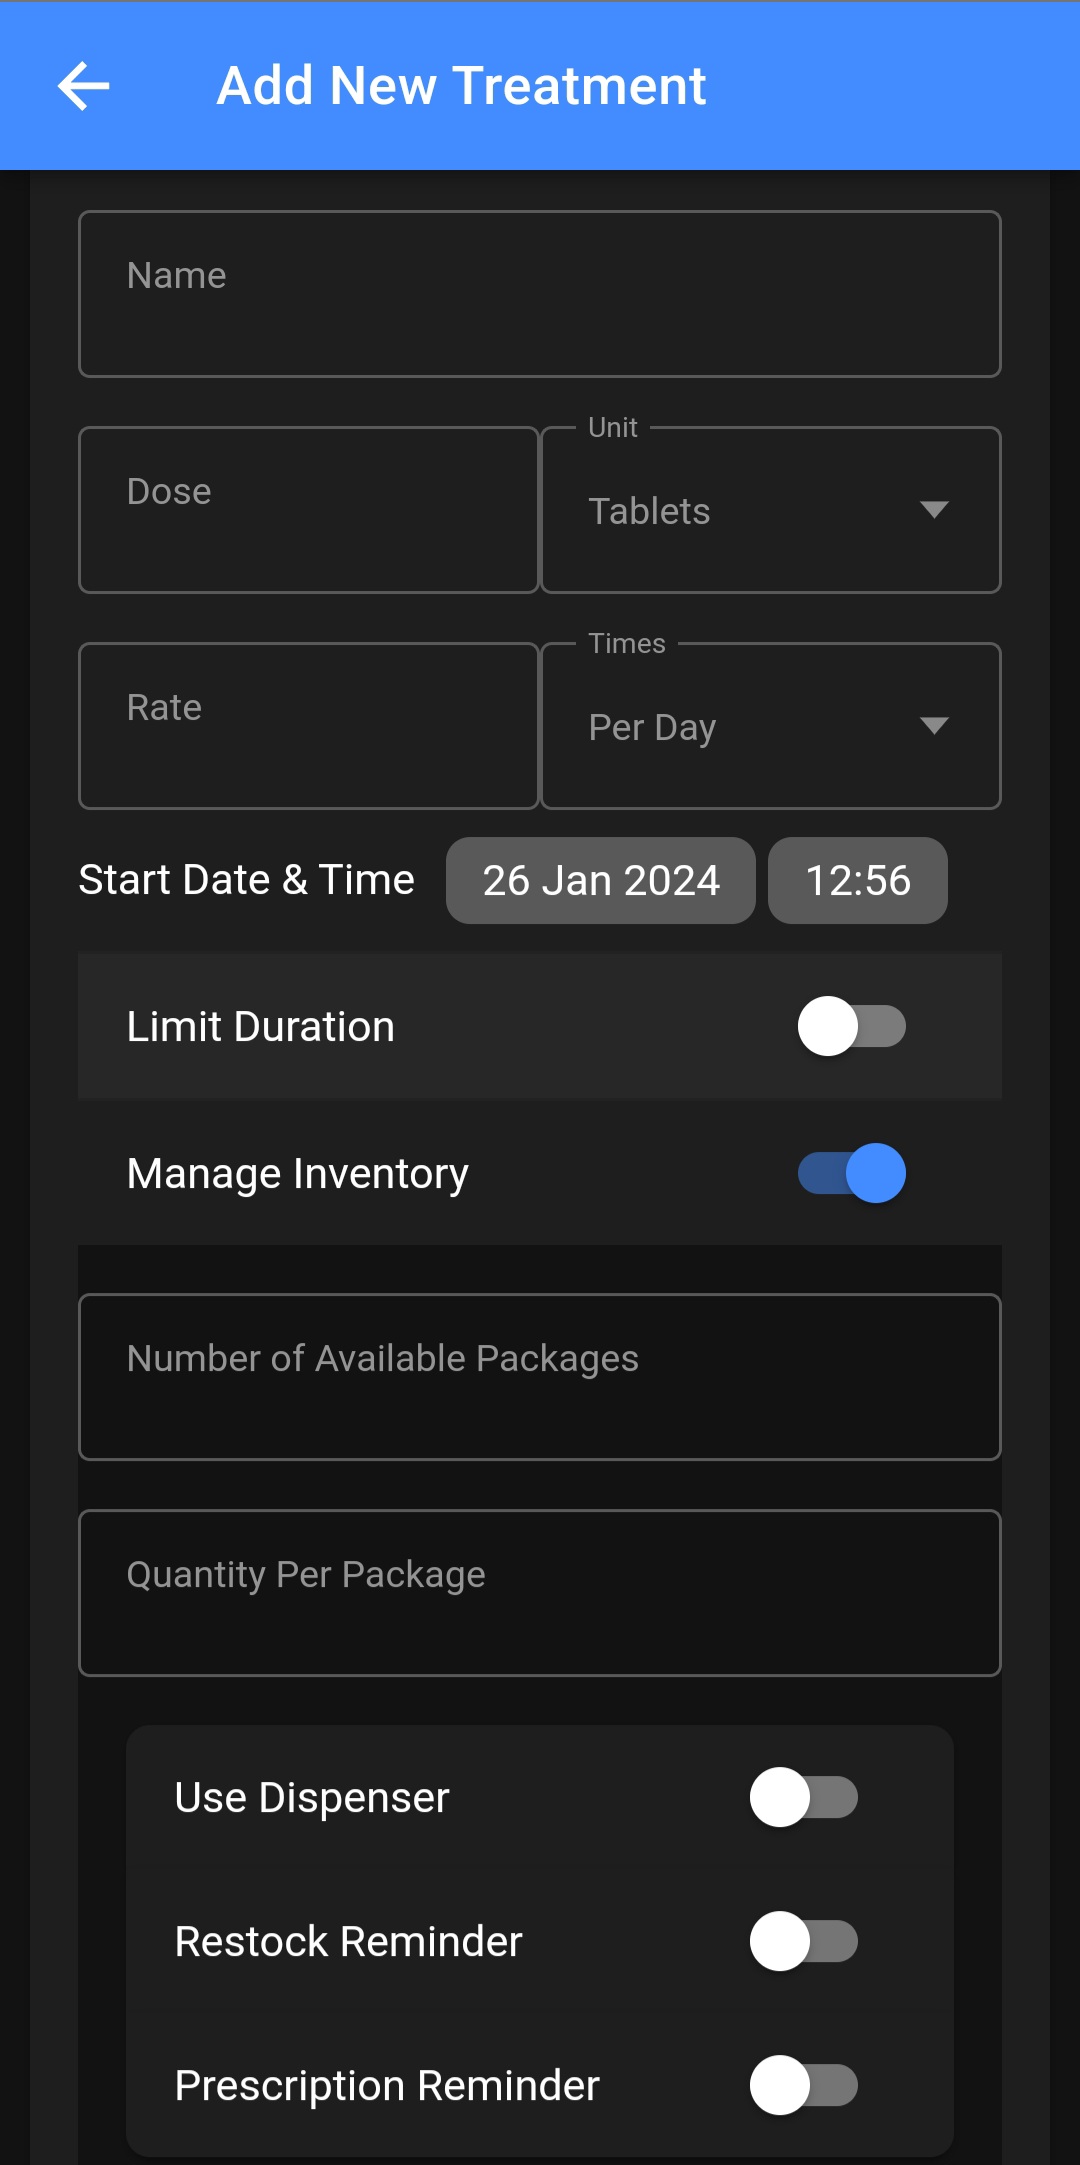 Add New Treatment
Name
Unit
Dose
Tablets
Times
Rate
Per Day
Start Date & Time 26 Jan 2024 12:56
Limit Duration
Manage Inventory
Number of Available Packages
Quantity Per Package
Use Dispenser
Restock Reminder
Prescription Reminder